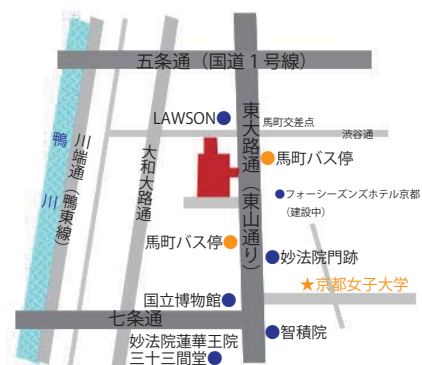 五条通（国道１号線）
LAWSON
東大路通（東山通り）
馬町交差点
渋谷通
鴨川
川端通（鴨東線）
大和大路通
馬町バス停
フォーシーズンズホテル京都
（建設中）
馬町バス停
妙法院門跡
★京都女子大学
国立博物館
七条通
智積院
妙法院蓮華王院
三十三間堂